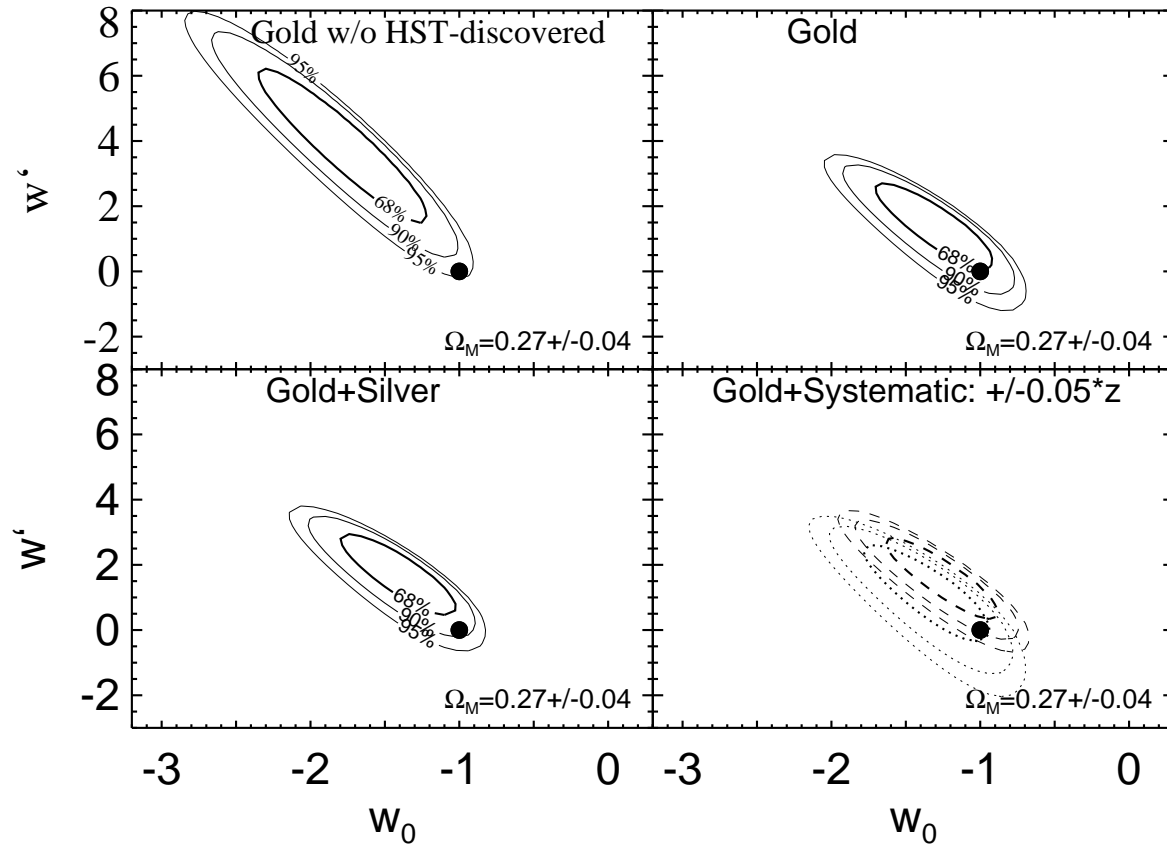 Gold w/o HST-discovered
Gold
8
6
4
2
0
-2
w‘
95%
68%
90%
95%
68%
90%
95%
Ω_M=0.27+/-0.04
Ω_M=0.27+/-0.04
Gold+Silver
Gold+Systematic: +/-0.05*z
8
6
4
2
0
-2
w‘
68%
90%
95%
Ω_M=0.27+/-0.04
Ω_M=0.27+/-0.04
-3 -2 -1 0
-3 -2 -1 0
w_0
w_0